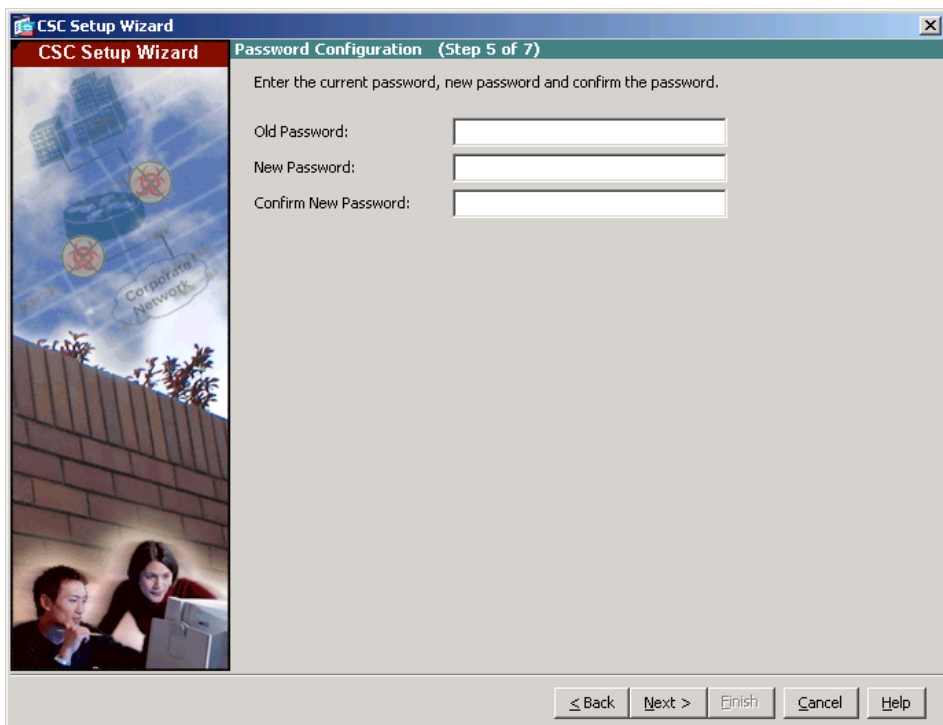 CSC Setup Wizard
CSC Setup Wizard
Password Configuration (Step 5 of 7)
Enter the current password, new password and confirm the password.
Old Password:
New Password:
Confirm New Password:
Corporate
Network
< Back
Next >
Finish
Cancel
Help